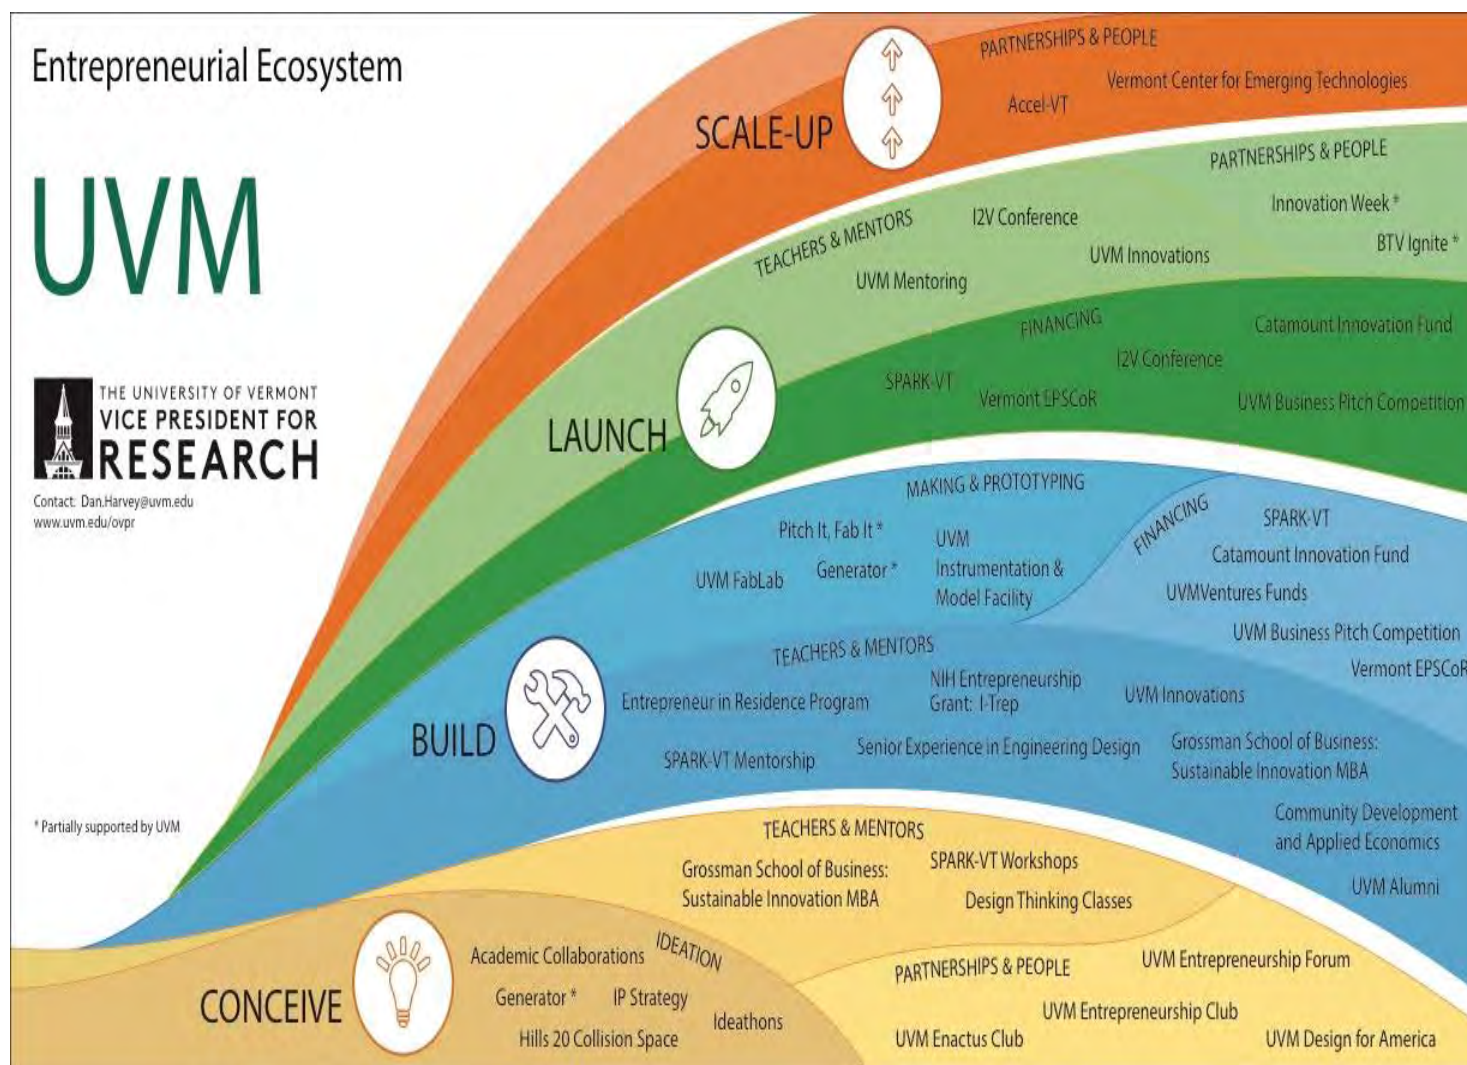 Entrepreneurial Ecosystem
UVM
THE UNIVERSITY OF VERMONT
VICE PRESIDENT FOR
RESEARCH
Contact: Dan.Harvey@uvm.edu
www.uvm.edu/ovpr
* Partially supported by UVM
SCALE-UP
PARTNERSHIPS & PEOPLE
Vermont Center for Emerging Technologies
Accel-VT
LAUNCH
TEACHERS & MENTORS
I2V Conference
UVM Mentoring
UVM Innovations
PARTNERSHIPS & PEOPLE
Innovation Week *
BTV Ignite *
FINANCING
Catamount Innovation Fund
I2V Conference
SPARK-VT
Vermont EPSCoR
UVM Business Pitch Competition
BUILD
MAKING & PROTOTYPING
Pitch It, Fab It *
UVM FabLab
Generator *
UVM
Instrumentation &
Model Facility
FINANCING
SPARK-VT
Catamount Innovation Fund
UVMVentures Funds
UVM Business Pitch Competition
Vermont EPSCoR
TEACHERS & MENTORS
Entrepreneur in Residence Program
NIH Entrepreneurship
Grant: I-Trep
UVM Innovations
SPARK-VT Mentorship
Senior Experience in Engineering Design
Grossman School of Business:
Sustainable Innovation MBA
Community Development
and Applied Economics
UVM Alumni
CONCEIVE
TEACHERS & MENTORS
Grossman School of Business:
Sustainable Innovation MBA
SPARK-VT Workshops
Design Thinking Classes
IDEATION
Academic Collaborations
Generator *
IP Strategy
Ideathons
Hills 20 Collision Space
PARTNERSHIPS & PEOPLE
UVM Entrepreneurship Forum
UVM Entrepreneurship Club
UVM Enactus Club
UVM Design for America